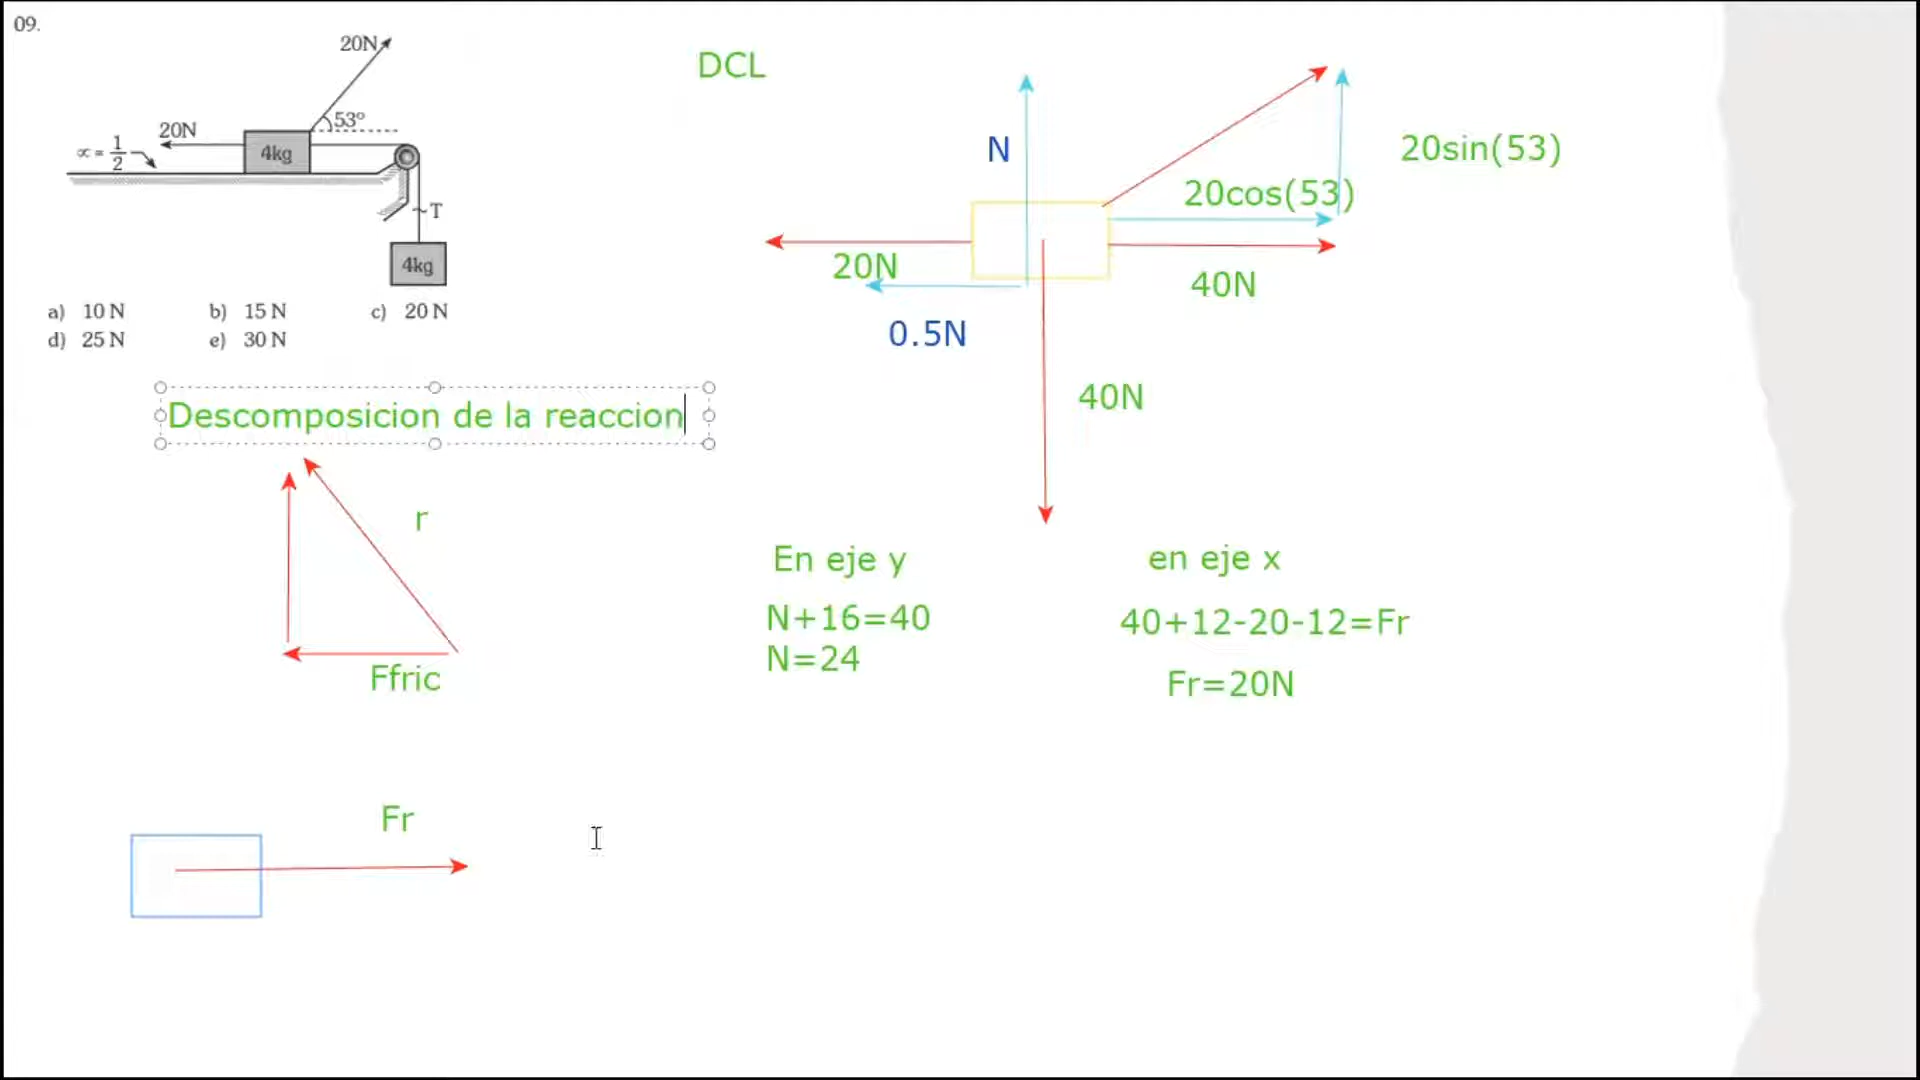 09.
20N
53°
20N
∝ = 1/2
4kg
T
4kg
a) 10 N b) 15 N c) 20 N
d) 25 N e) 30 N
DCL
N
20sin(53)
20cos(53)
20N
40N
0.5N
40N
Descomposicion de la reaccion
r
Ffric
En eje y
N+16=40
N=24
en eje x
40+12-20-12=Fr
Fr=20N
Fr